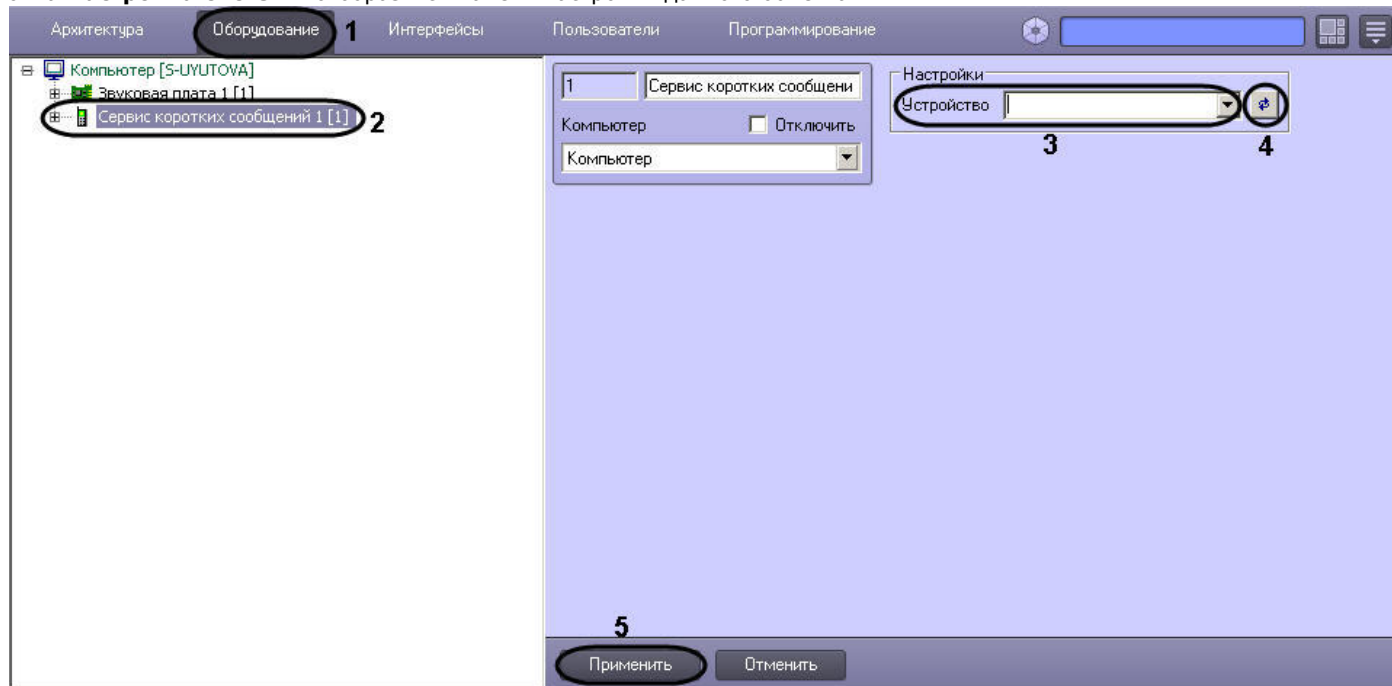 Архитектура Оборудование 1 Интерфейсы Пользователи Программирование
Компьютер [S-UYUTOVA]
Звуковая плата 1 [1]
Сервис коротких сообщений 1 [1] 2
1 Сервис коротких сообщени
Компьютер Отключить
Компьютер
Настройки
Устройство
3 4
5
Применить Отменить